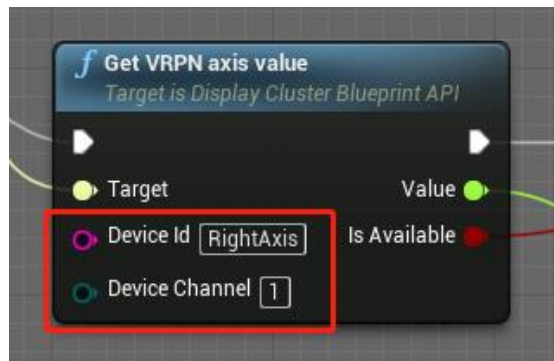 f Get VRPN axis value
Target is Display Cluster Blueprint API
Target
Value
Device Id RightAxis
Is Available
Device Channel 1